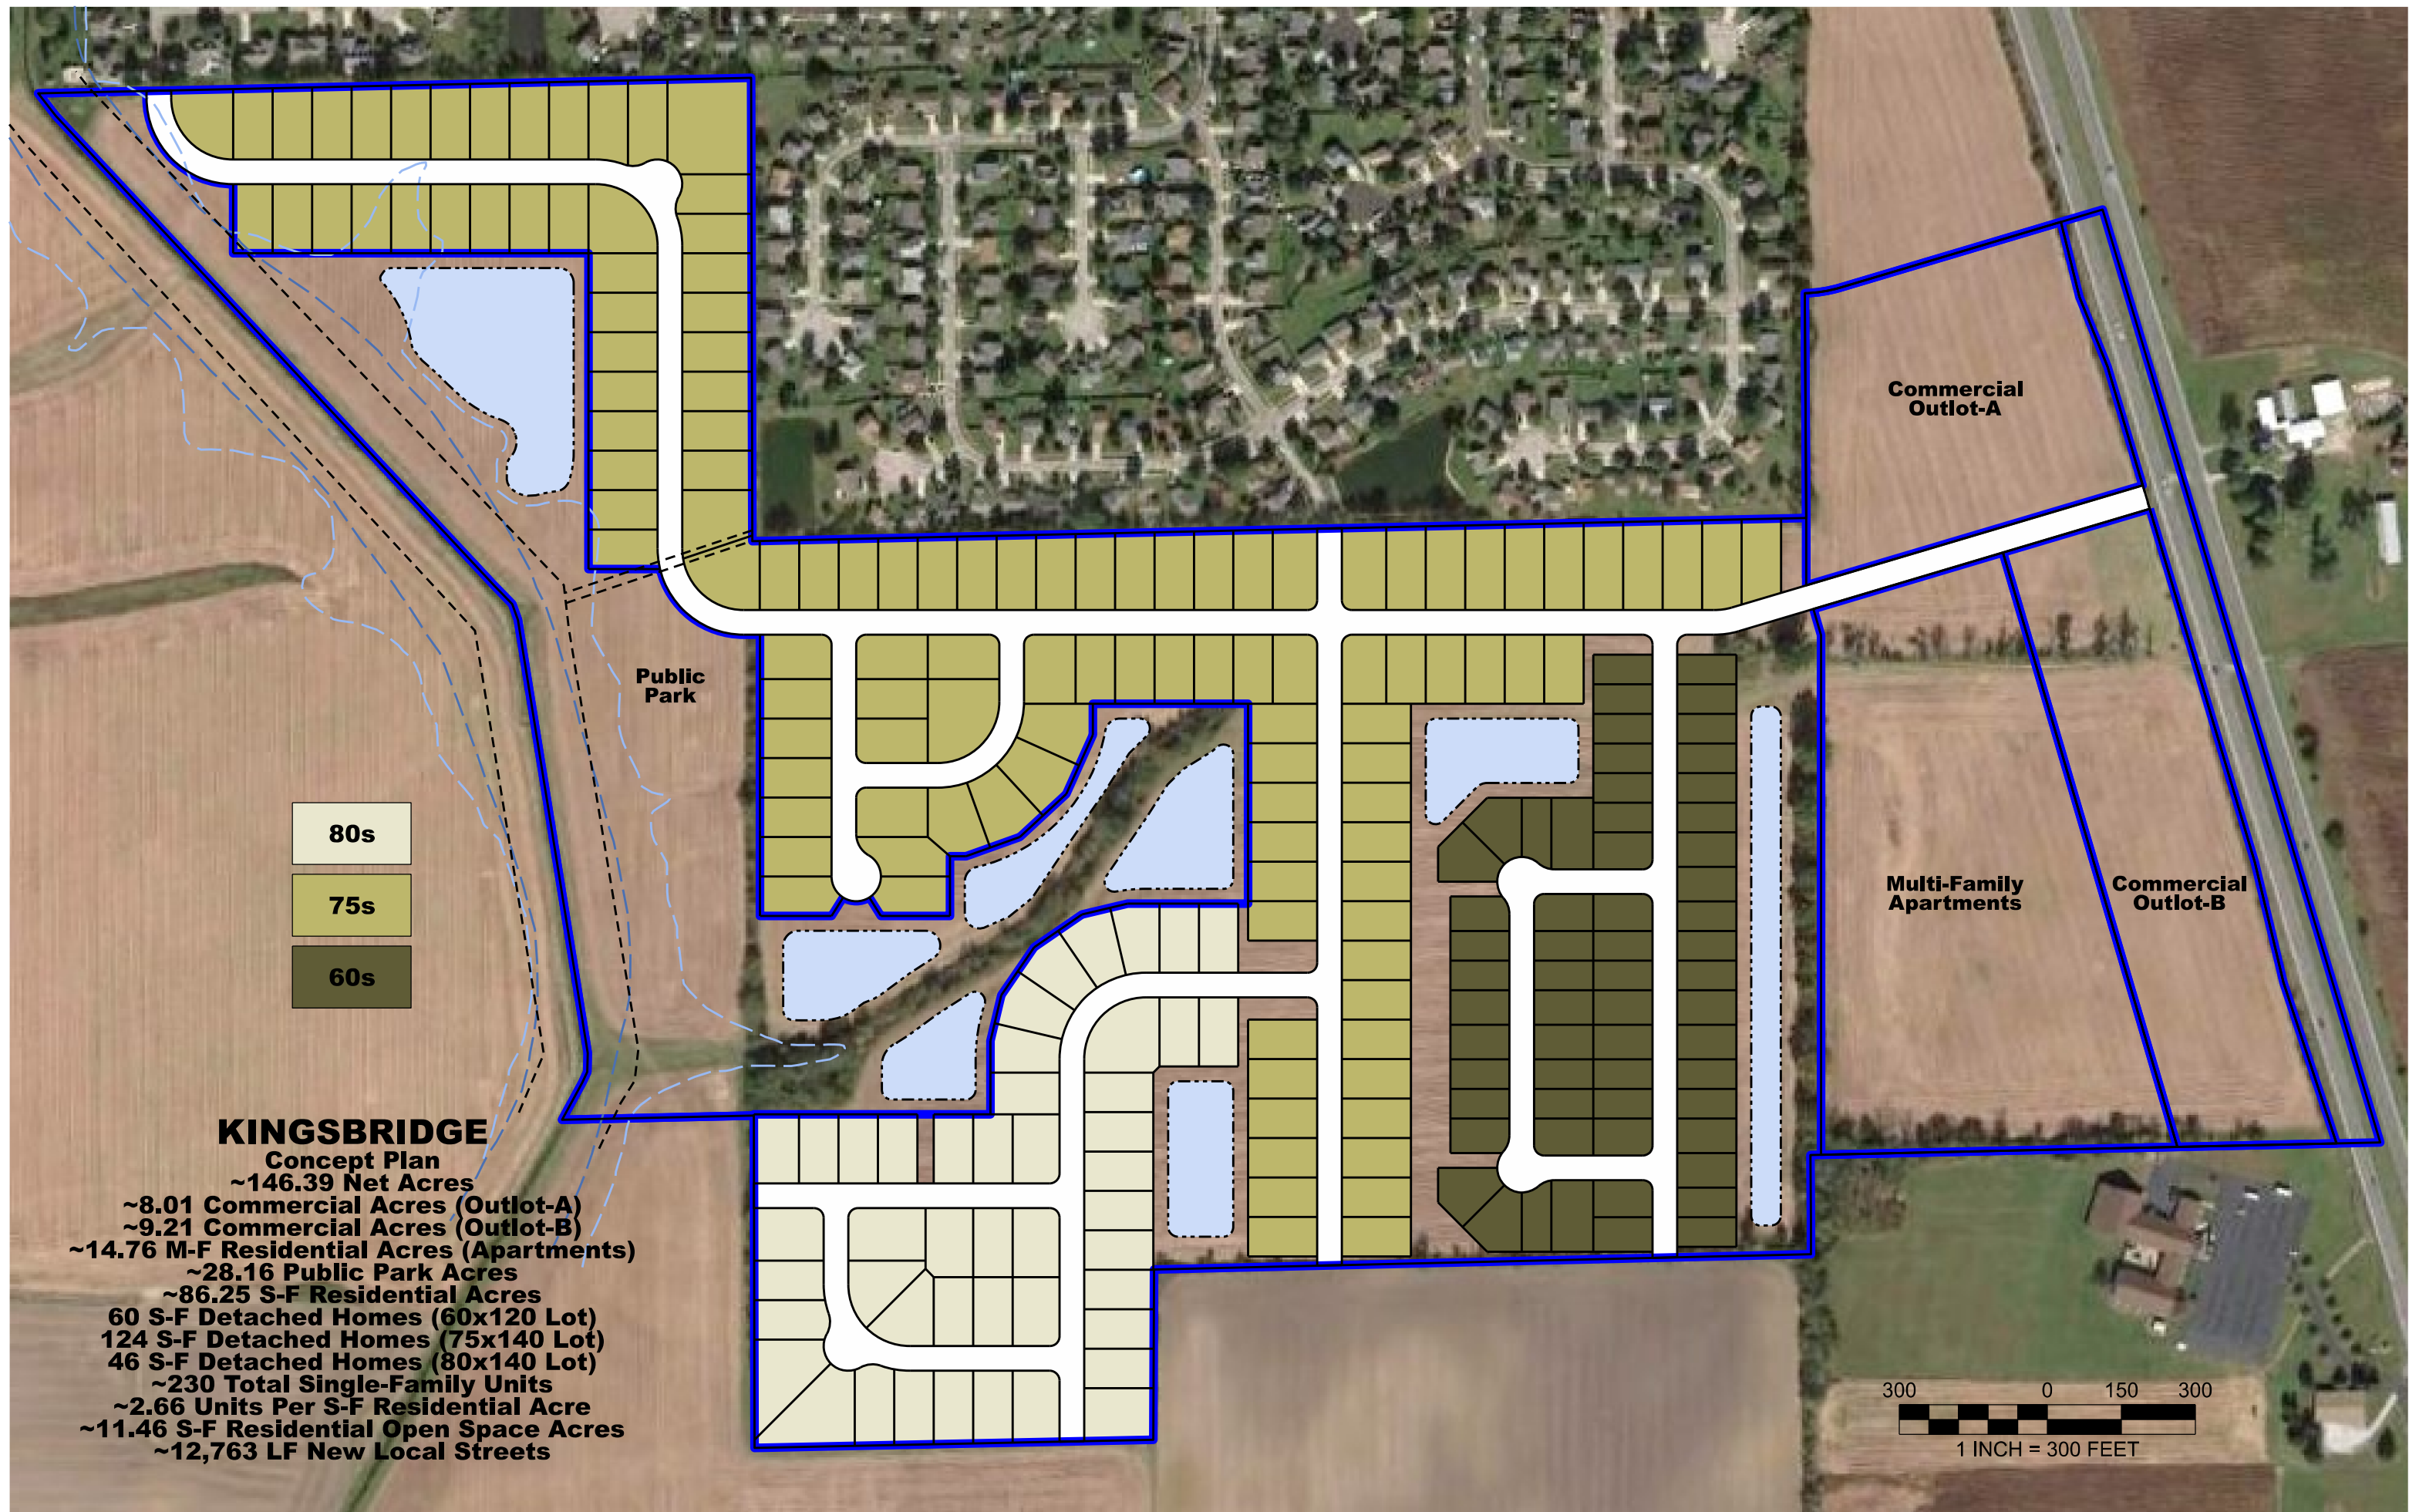 Commercial
Outlot-A
Public
Park
80s
75s
60s
Multi-Family
Apartments
Commercial
Outlot-B
KINGSBRIDGE
Concept Plan
~146.39 Net Acres
~8.01 Commercial Acres (Outlot-A)
~9.21 Commercial Acres (Outlot-B)
~14.76 M-F Residential Acres (Apartments)
~28.16 Public Park Acres
~86.25 S-F Residential Acres
60 S-F Detached Homes (60x120 Lot)
124 S-F Detached Homes (75x140 Lot)
46 S-F Detached Homes (80x140 Lot)
~230 Total Single-Family Units
~2.66 Units Per S-F Residential Acre
~11.46 S-F Residential Open Space Acres
~12,763 LF New Local Streets
300 0 150 300
1 INCH = 300 FEET